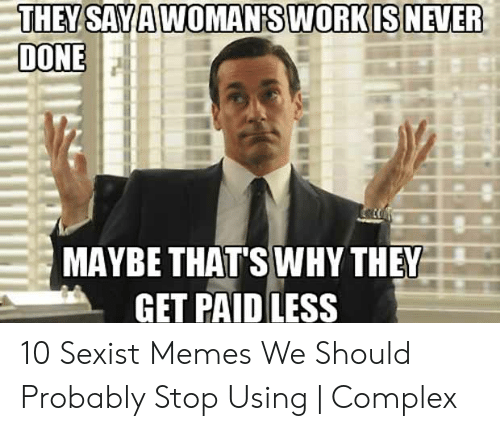 THEY SAY A WOMAN'S WORK IS NEVER
DONE
MAYBE THAT'S WHY THEY
GET PAID LESS
10 Sexist Memes We Should
Probably Stop Using | Complex